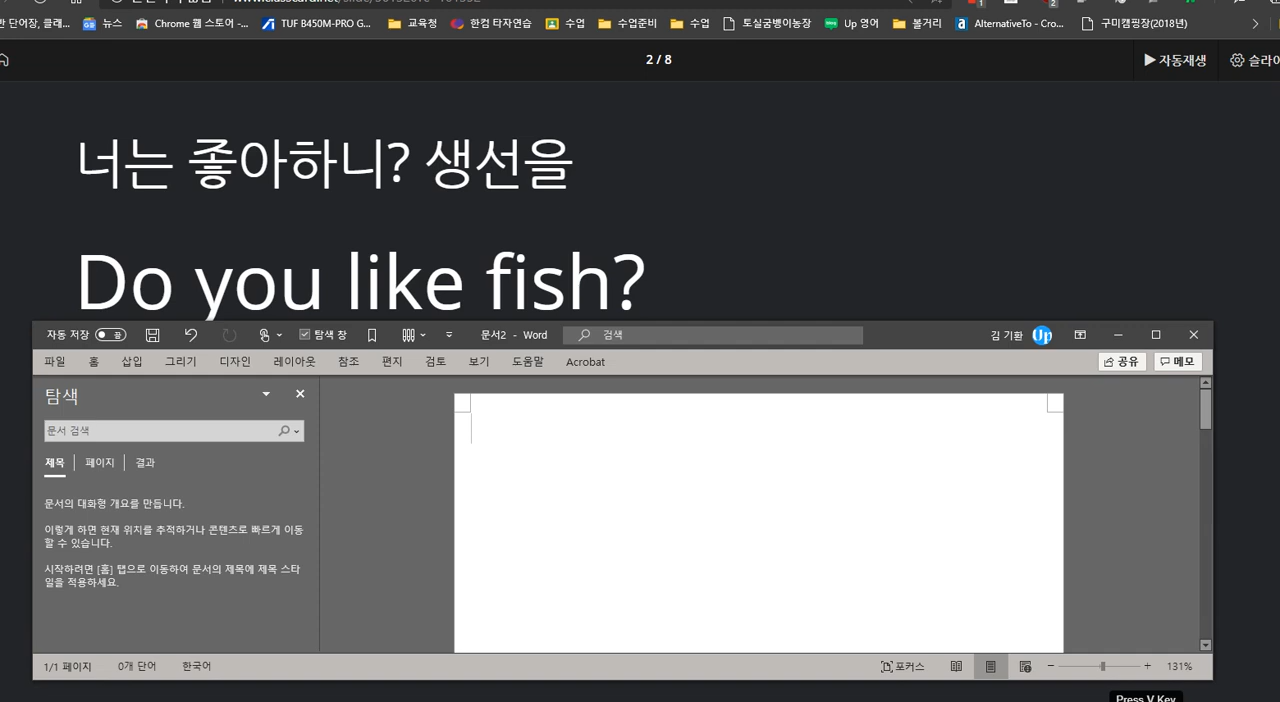 뉴스 Chrome 웹 스토어 -... TUF B450M-PRO G... 교육청 한컴 타자연습 수업 수업준비 수업 토실굼벵이농장 Up 영어 볼거리 AlternativeTo - Cro... 구미캠핑장(2018년)
2 / 8
자동재생
너는 좋아하니? 생선을
Do you like fish?
자동 저장 끔 탐색 창 문서2 - Word 검색 김 기환 Up
파일 홈 삽입 그리기 디자인 레이아웃 참조 편지 검토 보기 도움말 Acrobat 공유 메모
탐색
문서 검색
제목 페이지 결과
문서의 대화형 개요를 만듭니다.
이렇게 하면 현재 위치를 추적하거나 콘텐츠로 빠르게 이동
할 수 있습니다.
시작하려면 [홈] 탭으로 이동하여 문서의 제목에 제목 스타
일을 적용하세요.
1/1 페이지 0개 단어 한국어 포커스 131%
Press V Key